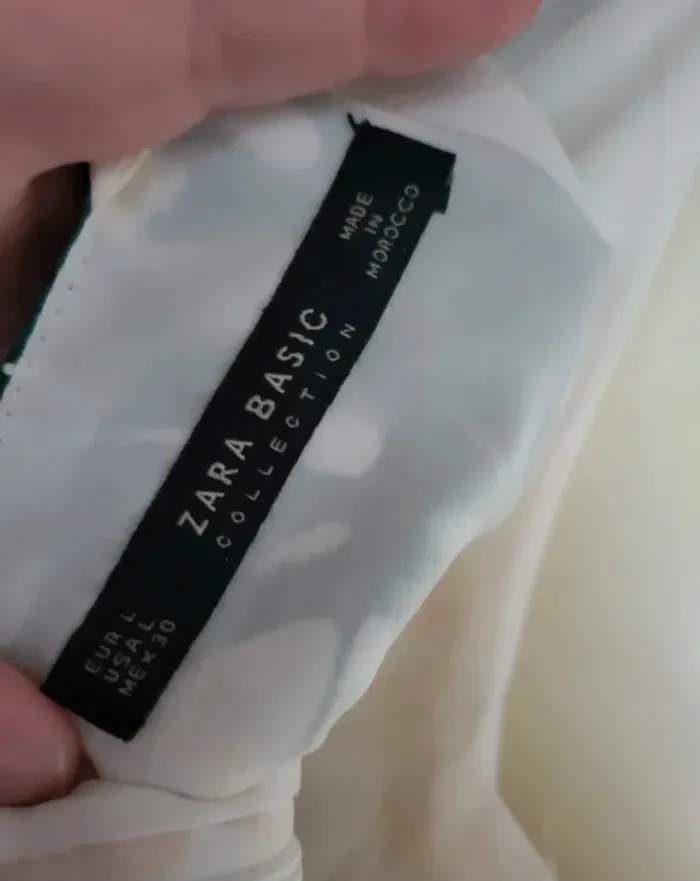 EUR L
USA L
MEX 30
ZARA BASIC
COLLECTION
MADE
IN
MOROCCO